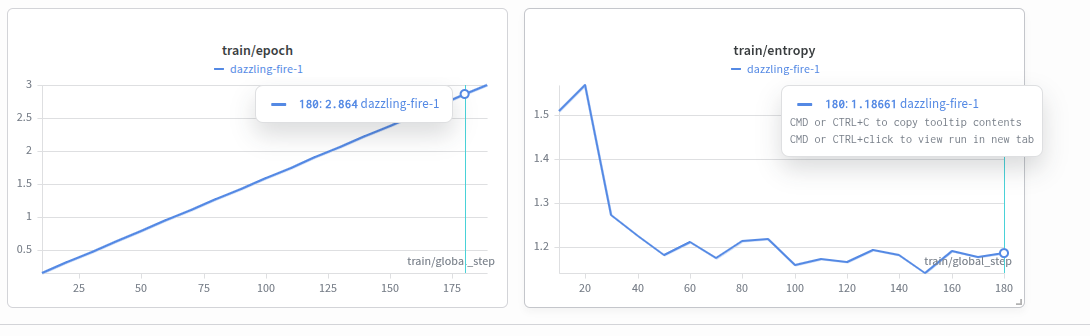 train/epoch
dazzling-fire-1
3
180: 2.864 dazzling-fire-1
2.5
2
1.5
1
0.5
train/global_step
25
50
75
100
125
150
175
train/entropy
dazzling-fire-1
180: 1.18661 dazzling-fire-1
CMD or CTRL+C to copy tooltip contents
CMD or CTRL+click to view run in new tab
1.5
1.4
1.3
1.2
train/global_step
20
40
60
80
100
120
140
160
180